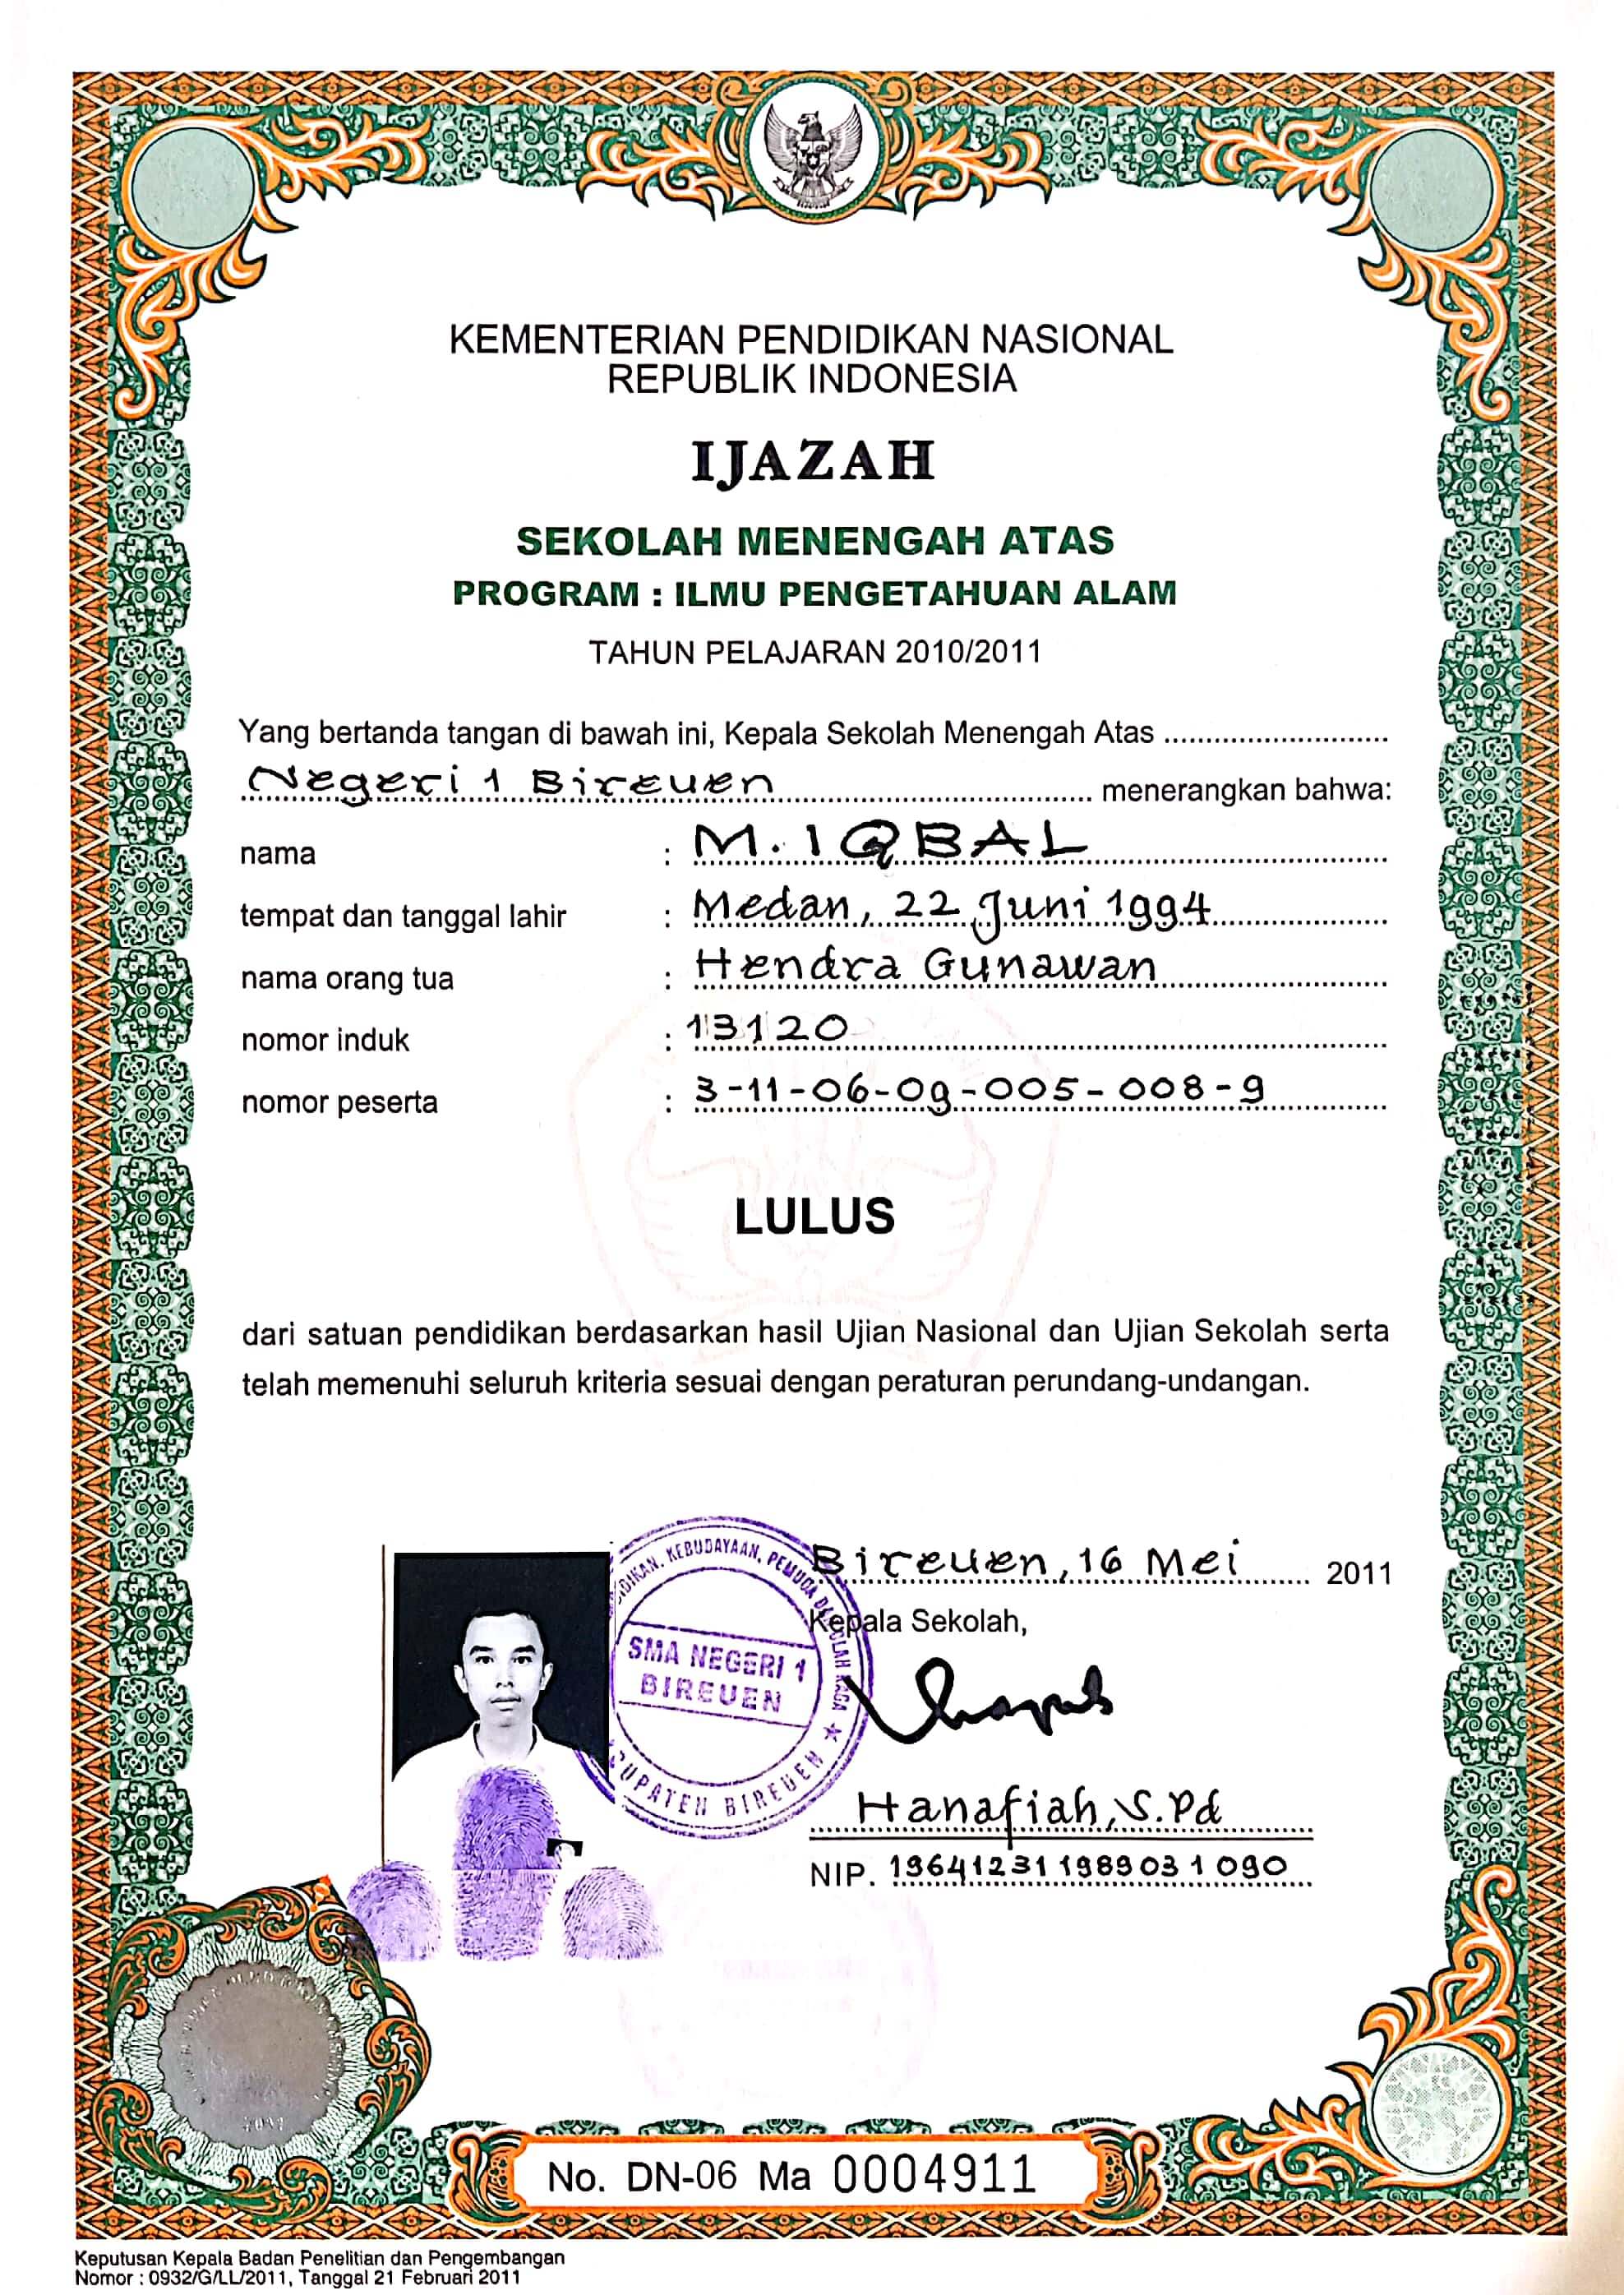 KEMENTERIAN PENDIDIKAN NASIONAL
REPUBLIK INDONESIA
IJAZAH
SEKOLAH MENENGAH ATAS
PROGRAM : ILMU PENGETAHUAN ALAM
TAHUN PELAJARAN 2010/2011
Yang bertanda tangan di bawah ini, Kepala Sekolah Menengah Atas
Negeri 1 Bireuen menerangkan bahwa:
nama : M. IQBAL
tempat dan tanggal lahir : Medan, 22 Juni 1994
nama orang tua : Hendra Gunawan
nomor induk : 13120
nomor peserta : 3-11-06-09-005-008-9
LULUS
dari satuan pendidikan berdasarkan hasil Ujian Nasional dan Ujian Sekolah serta
telah memenuhi seluruh kriteria sesuai dengan peraturan perundang-undangan.
Bireuen, 16 Mei 2011
Kepala Sekolah,
KEBUDAYAAN, PEMUDA DAN OLAH RAGA
SMA NEGERI 1
BIREUEN
BIREUEN
Hanafiah, S.Pd
NIP. 19641231 198903 1 090
No. DN-06 Ma 0004911
Keputusan Kepala Badan Penelitian dan Pengembangan
Nomor : 0932/G/LL/2011, Tanggal 21 Februari 2011